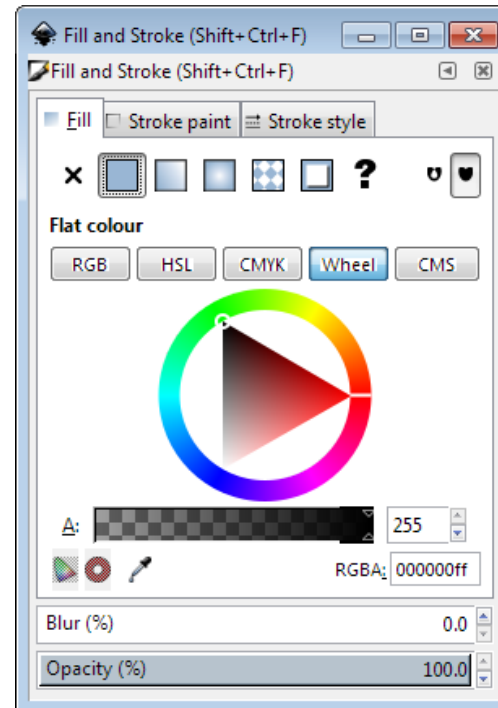 Fill and Stroke (Shift+Ctrl+F)
Fill and Stroke (Shift+Ctrl+F)
Fill Stroke paint Stroke style
?
Flat colour
RGB HSL CMYK Wheel CMS
A: 255
RGBA: 000000ff
Blur (%) 0.0
Opacity (%) 100.0